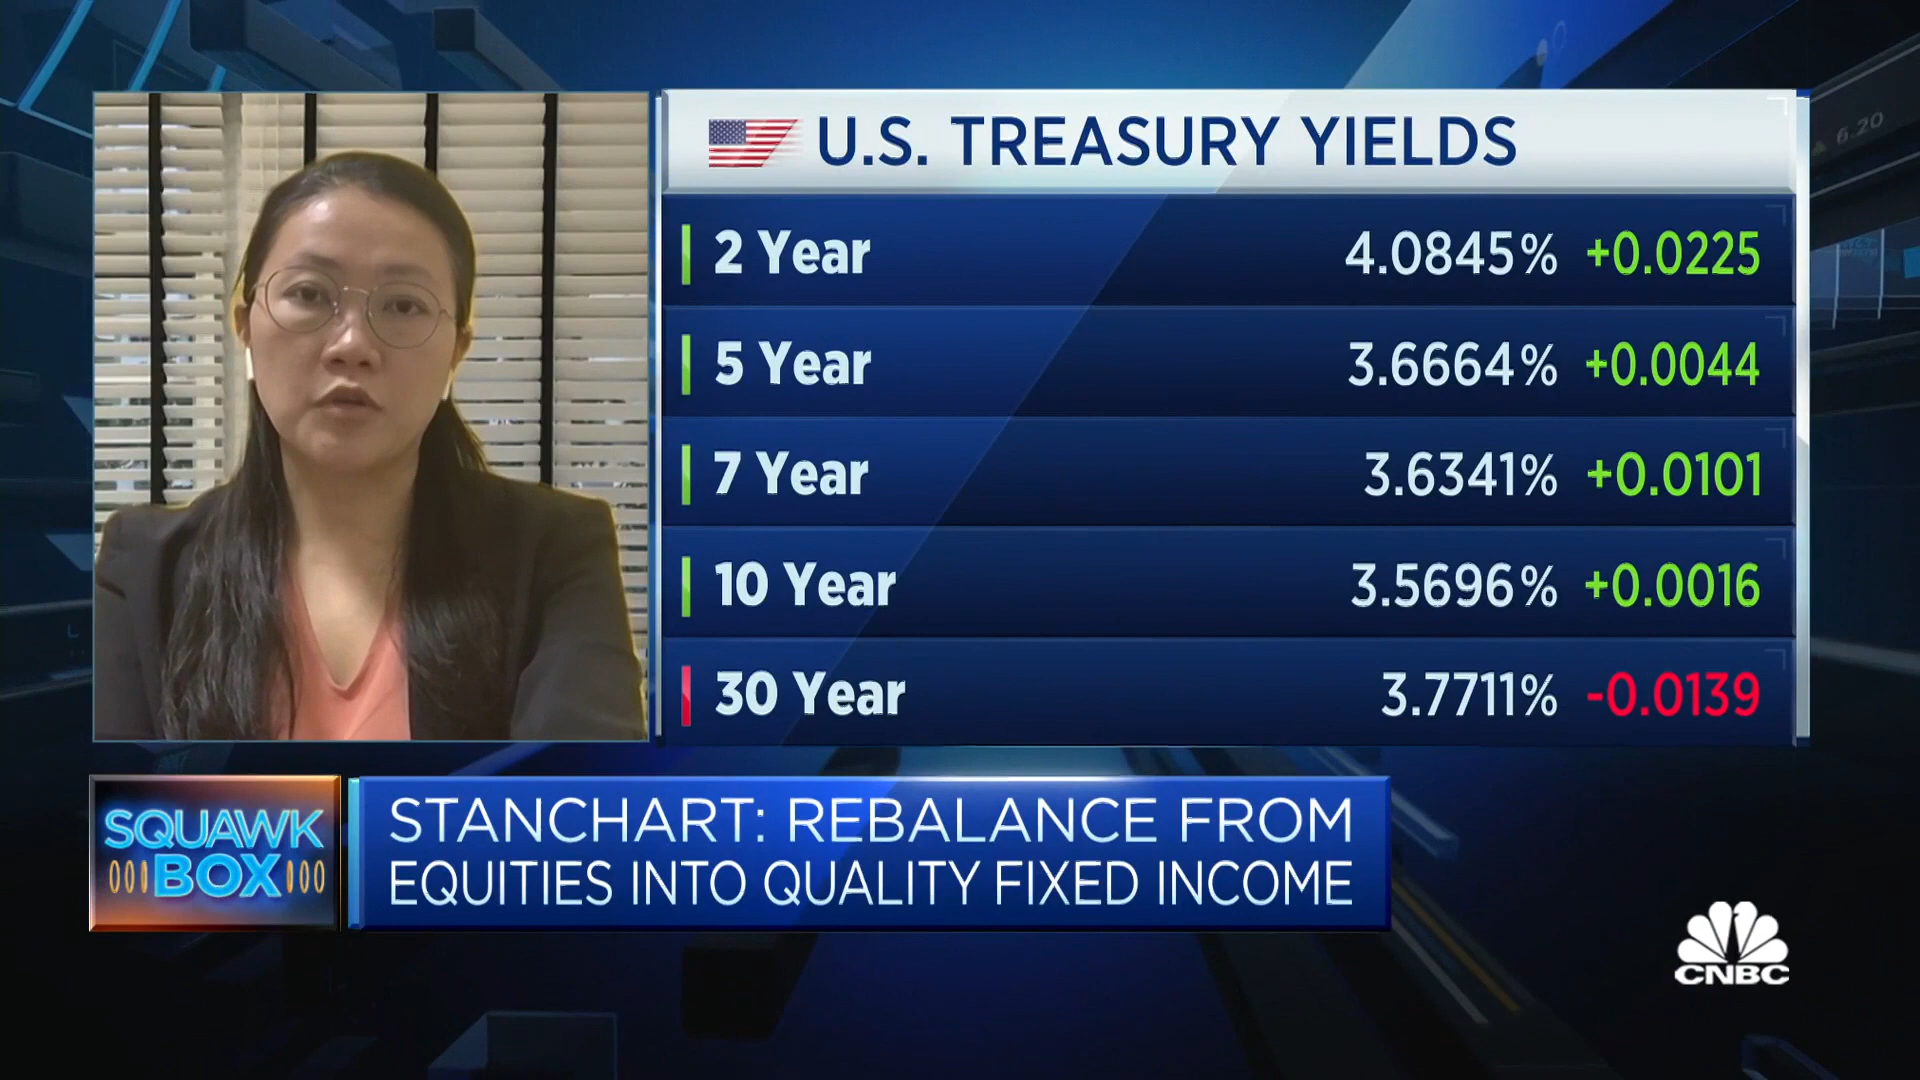 U.S. TREASURY YIELDS
2 Year 4.0845% +0.0225
5 Year 3.6664% +0.0044
7 Year 3.6341% +0.0101
10 Year 3.5696% +0.0016
30 Year 3.7711% -0.0139
SQUAWK
BOX
STANCHART: REBALANCE FROM
EQUITIES INTO QUALITY FIXED INCOME
CNBC
6.20